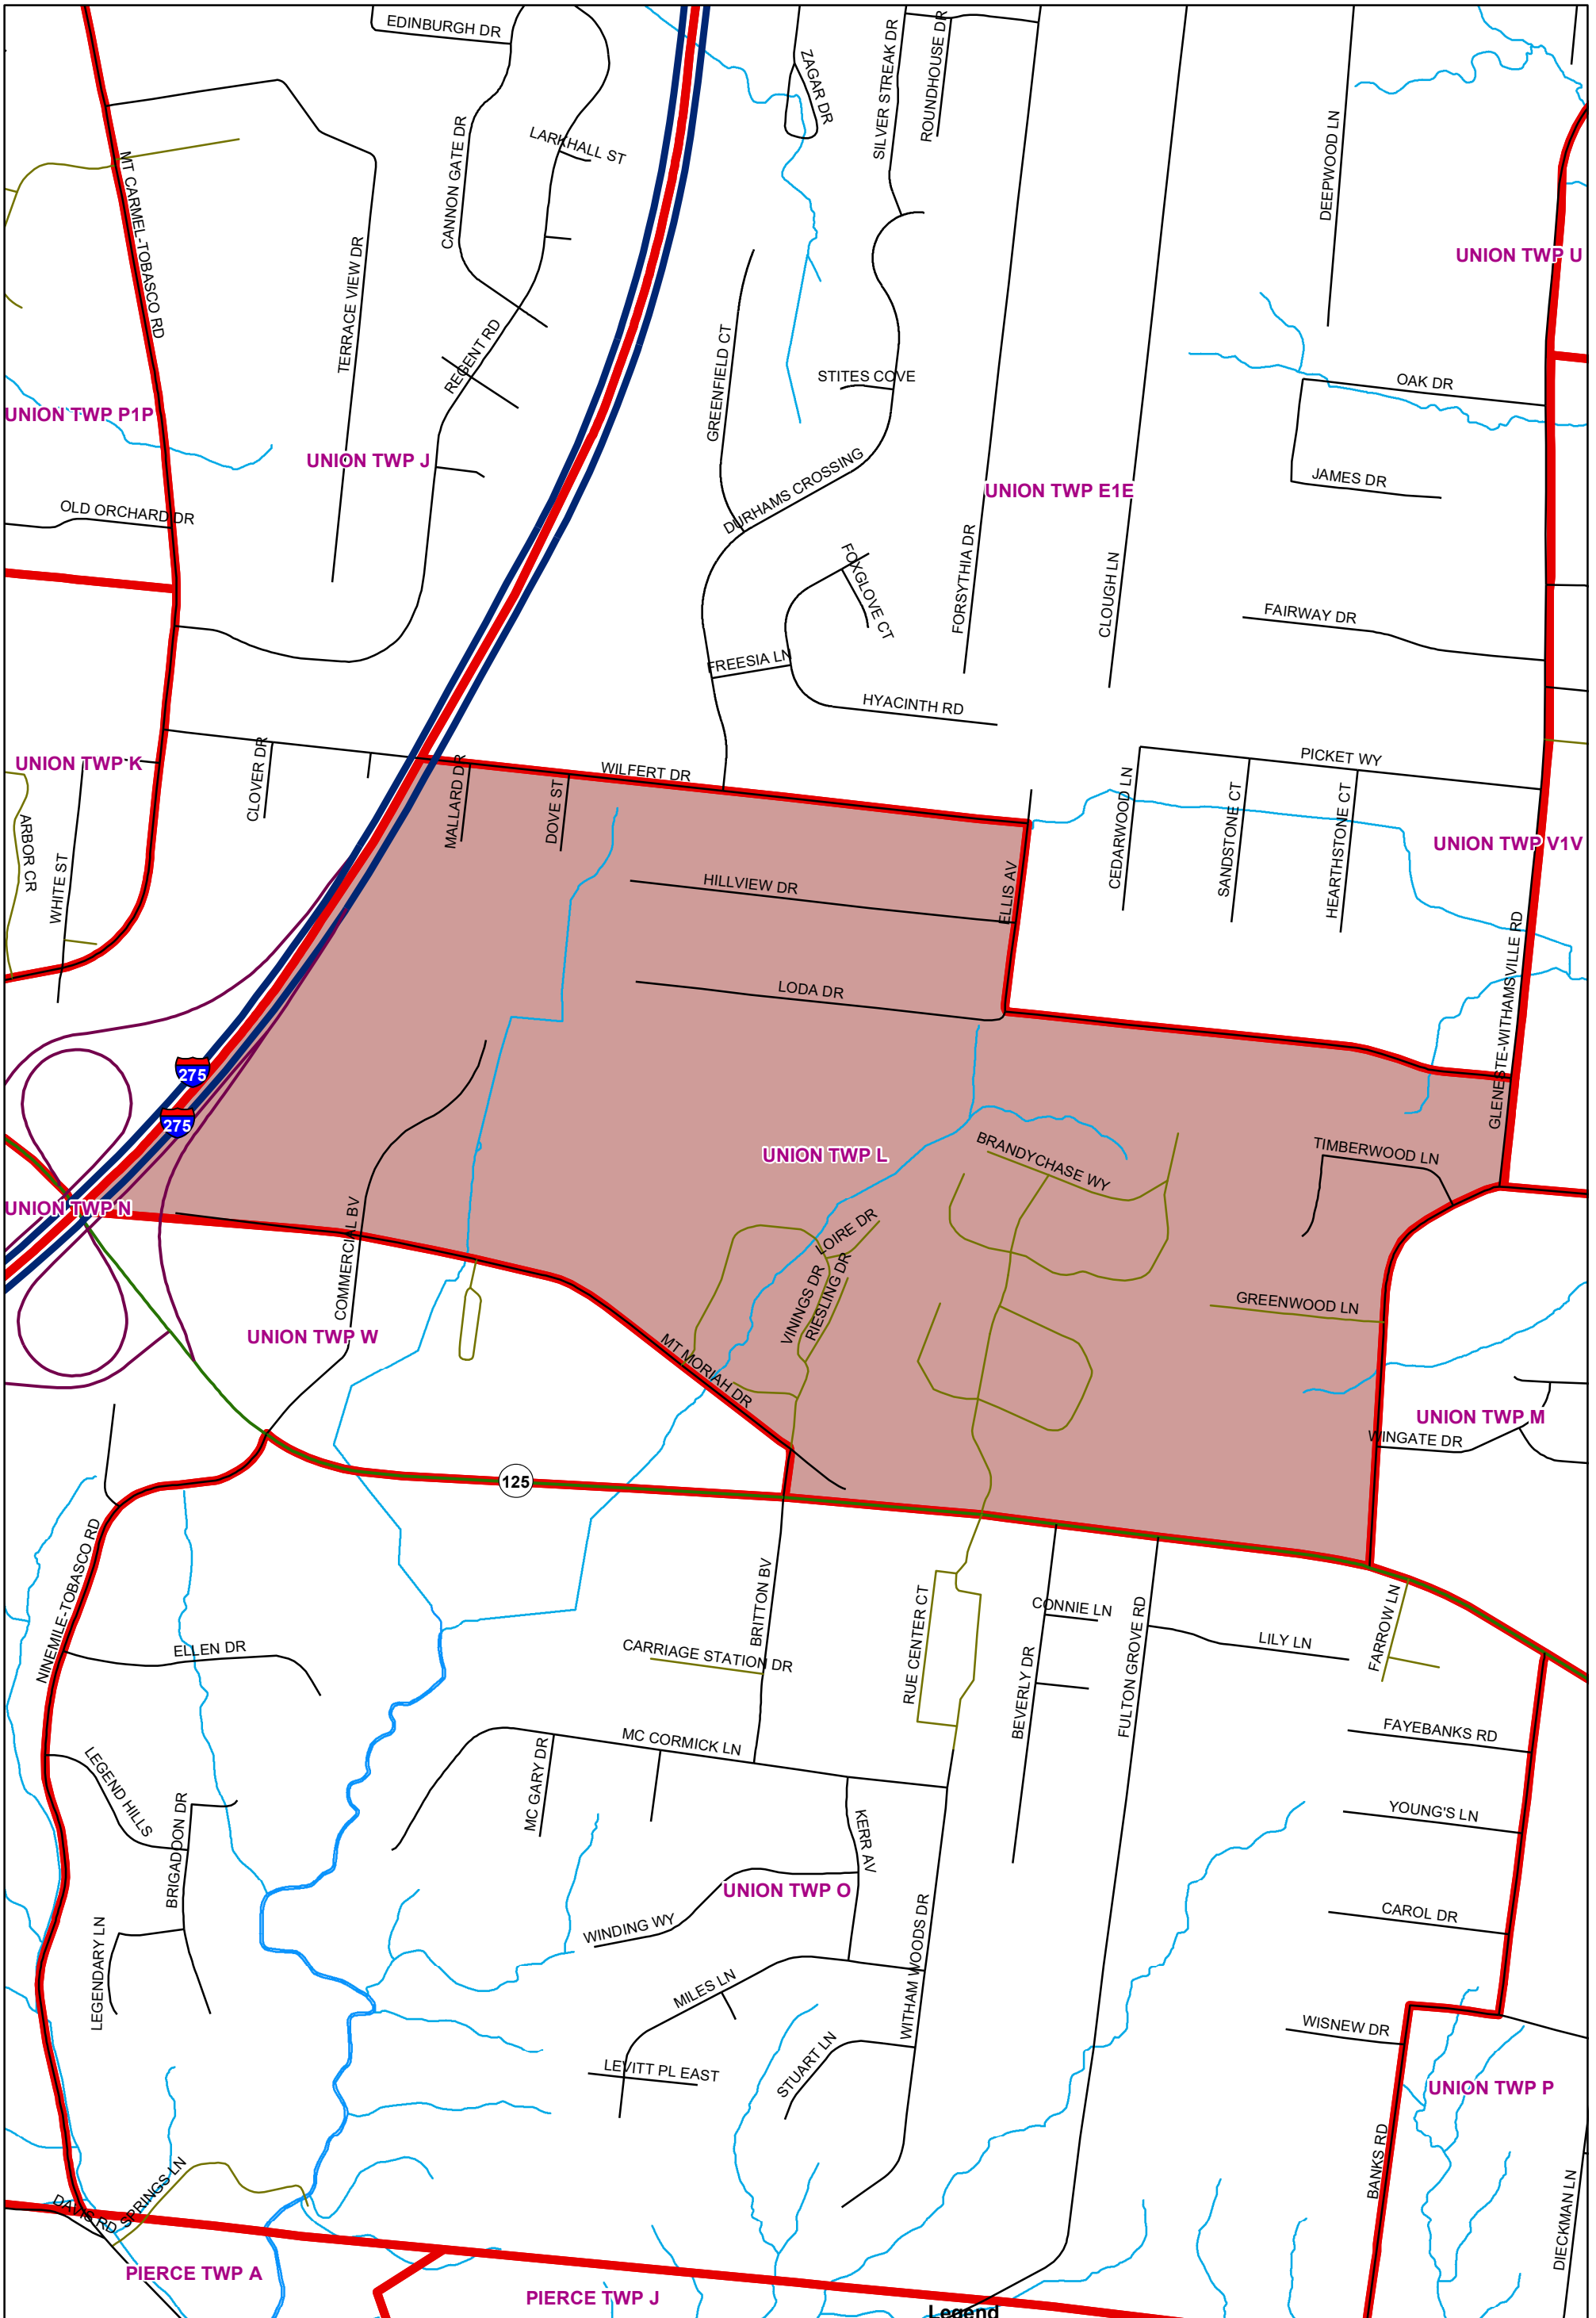 EDINBURGH DR
ZAGAR DR
SILVER STREAK DR
ROUNDHOUSE DR
CANNON GATE DR
LARKHALL ST
DEEPWOOD LN
MT CARMEL-TOBASCO RD
TERRACE VIEW DR
UNION TWP U
REGENT RD
GREENFIELD CT
STITES COVE
OAK DR
UNION TWP P1P
UNION TWP J
DURHAMS CROSSING
UNION TWP E1E
JAMES DR
OLD ORCHARD DR
FOXGLOVE CT
FORSYTHIA DR
CLOUGH LN
FAIRWAY DR
FREESIA LN
HYACINTH RD
UNION TWP K
CLOVER DR
MALLARD DR
DOVE ST
WILFERT DR
PICKET WY
CEDARWOOD LN
SANDSTONE CT
HEARTHSTONE CT
UNION TWP V1V
ARBOR CR
WHITE ST
HILLVIEW DR
ELLIS AV
LODA DR
GLENESTE-WITHAMSVILLE RD
275
275
UNION TWP L
BRANDYCHASE WY
TIMBERWOOD LN
UNION TWP N
COMMERCIAL BV
LOIRE DR
VININGS DR
RIESLING DR
GREENWOOD LN
UNION TWP W
MT MORIAH DR
UNION TWP M
WINGATE DR
125
NINEMILE-TOBASCO RD
BRITTON BV
RUE CENTER CT
CONNIE LN
FULTON GROVE RD
LILY LN
FARROW LN
ELLEN DR
CARRIAGE STATION DR
BEVERLY DR
FAYEBANKS RD
MC CORMICK LN
MC GARY DR
LEGEND HILLS
BRIGADOON DR
KERR AV
YOUNG'S LN
UNION TWP O
WINDING WY
WITHAM WOODS DR
CAROL DR
LEGENDARY LN
MILES LN
STUART LN
WISNEW DR
LEVITT PL EAST
UNION TWP P
BANKS RD
DIECKMAN LN
DAVIS RD
SPRINGS LN
PIERCE TWP A
PIERCE TWP J
Legend